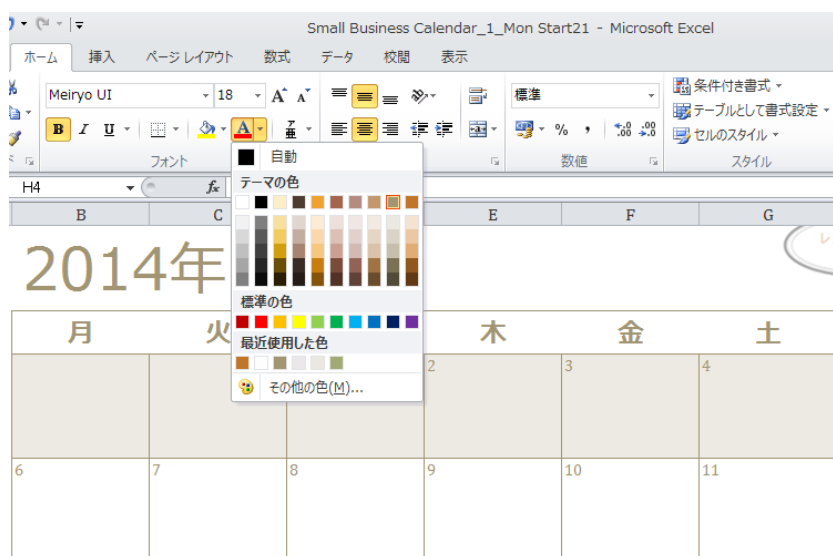 Small Business Calendar_1_Mon Start21 - Microsoft Excel
ホーム 挿入 ページ レイアウト 数式 データ 校閲 表示
Meiryo UI 18 A A 標準 条件付き書式
テーブルとして書式設定
B I U A 亜 % , .00 .00 セルのスタイル
フォント 数値 スタイル
自動
H4 fx
テーマの色
B C E F G
2014年
標準の色
月 火 木 金 土
最近使用した色
2 3 4
その他の色(M)...
6 7 8 9 10 11